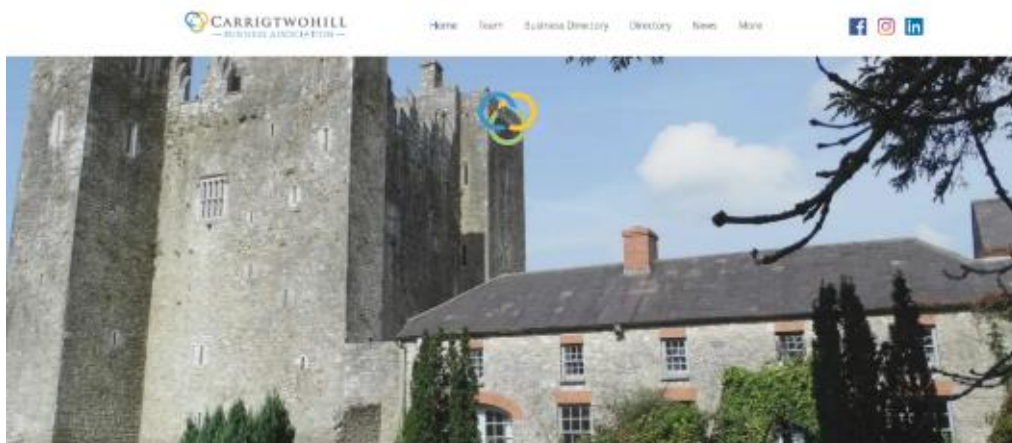 CARRIGTWOHILL
BUSINESS ASSOCIATION
Home Team Business Directory Directory News More